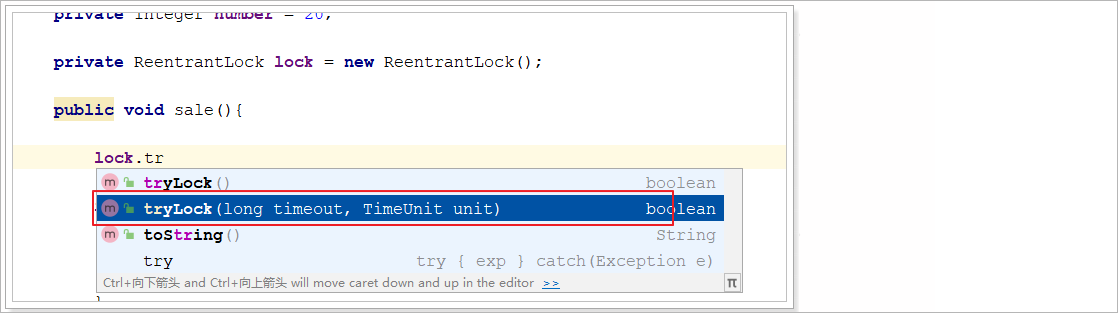 private Integer number = 20;
private ReentrantLock lock = new ReentrantLock();
public void sale(){
lock.tr
m tryLock() boolean
m tryLock(long timeout, TimeUnit unit) boolean
m toString() String
try try { exp } catch(Exception e)
Ctrl+向下箭头 and Ctrl+向上箭头 will move caret down and up in the editor >> π
}